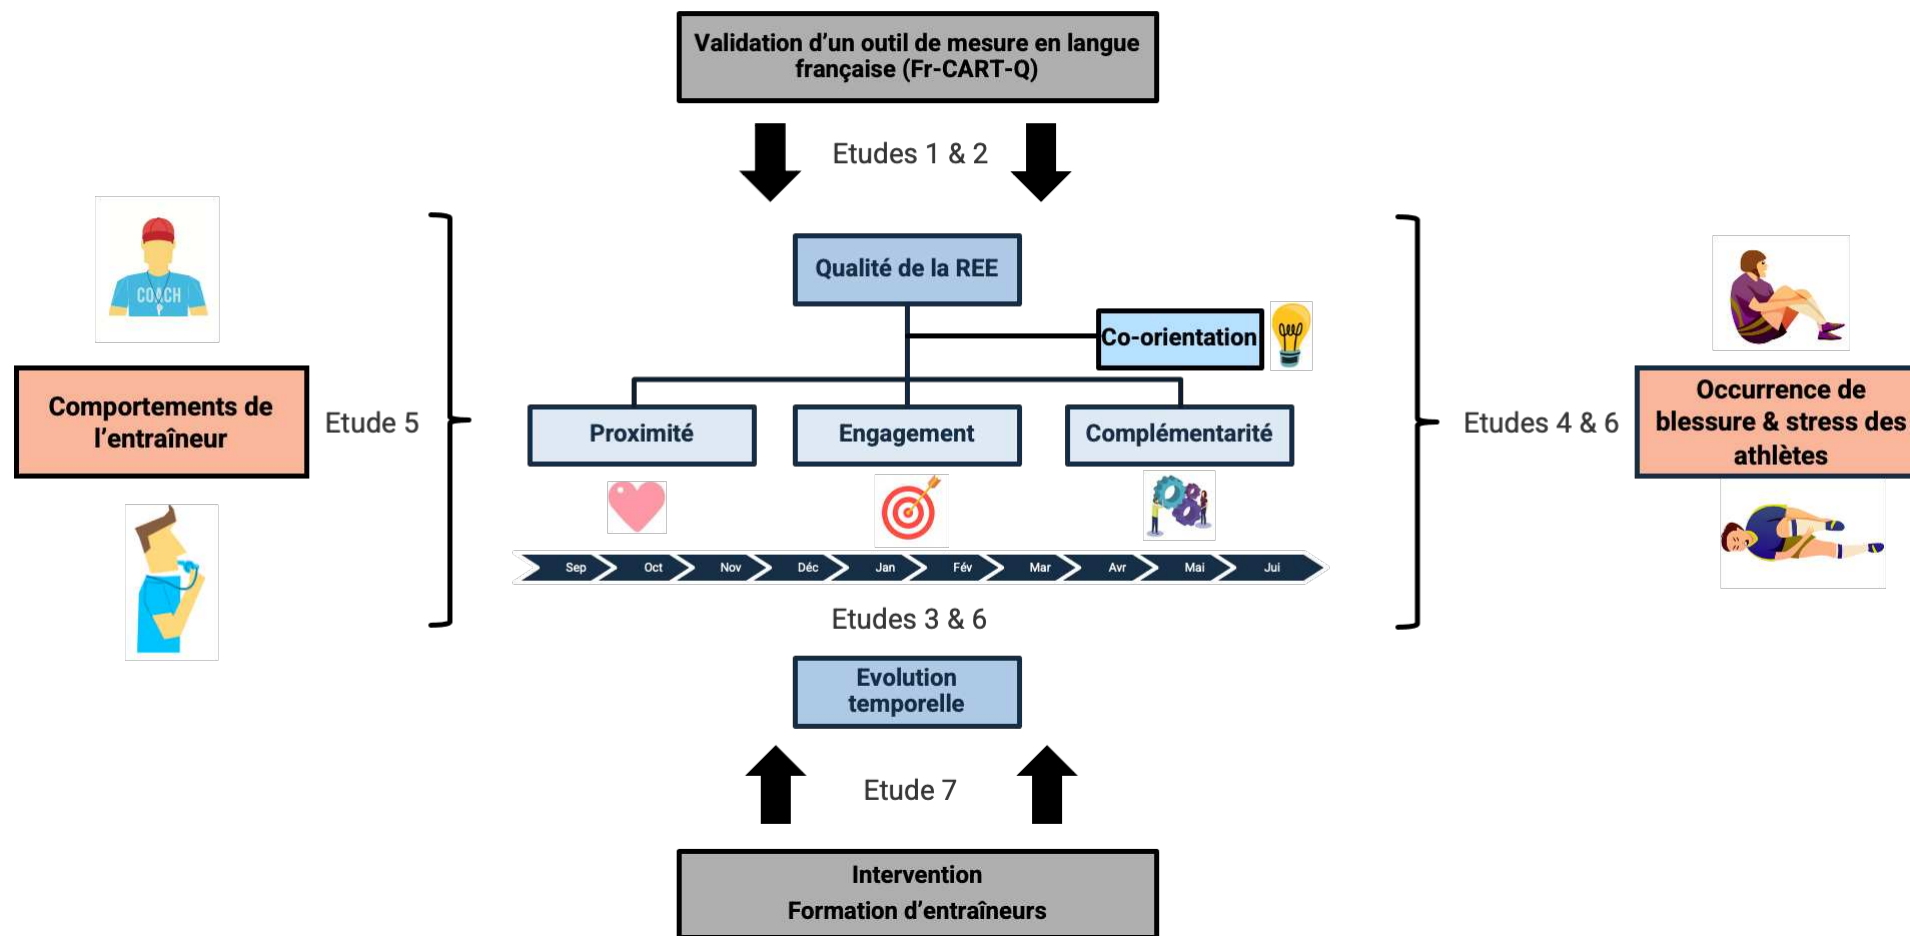 Validation d'un outil de mesure en langue
française (Fr-CART-Q)
Etudes 1 & 2
COACH
Qualité de la REE
Co-orientation
Comportements de
l'entraîneur
Etude 5
Proximité
Engagement
Complémentarité
Etudes 4 & 6
Occurrence de
blessure & stress des
athlètes
Sep Oct Nov Déc Jan Fév Mar Avr Mai Jui
Etudes 3 & 6
Evolution
temporelle
Etude 7
Intervention
Formation d'entraîneurs